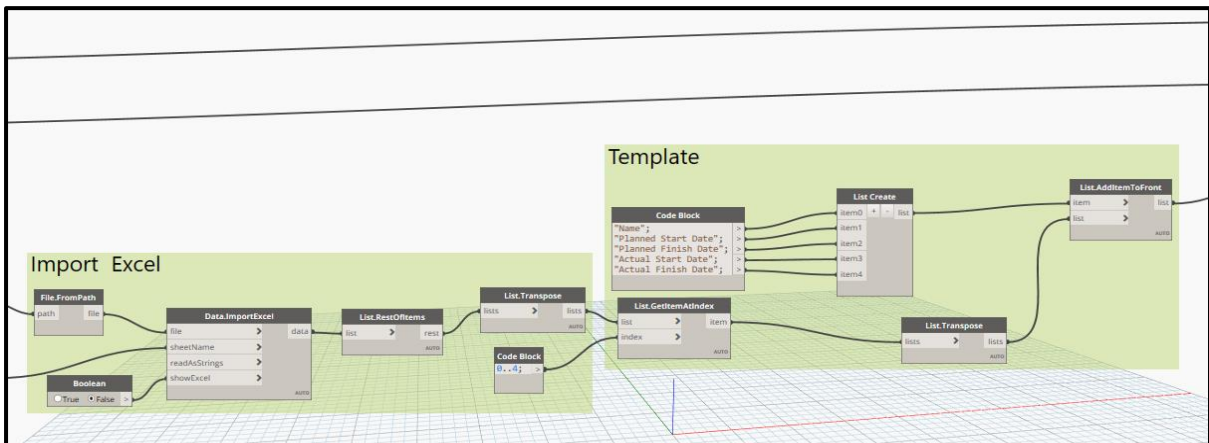 Template
List Create
item0 + - list
item1
item2
item3
item4
Code Block
"Name"; >
"Planned Start Date"; >
"Planned Finish Date"; >
"Actual Start Date"; >
"Actual Finish Date"; >
List.AddItemToFront
item > list
list >
AUTO
Import Excel
File.FromPath
path file
Data.ImportExcel
file > data
sheetName >
readAsStrings >
showExcel >
AUTO
Boolean
True False >
List.RestOfItems
list > rest
AUTO
List.Transpose
lists > lists
AUTO
Code Block
0..4; >
List.GetItemAtIndex
list > item
index >
AUTO
List.Transpose
lists > lists
AUTO